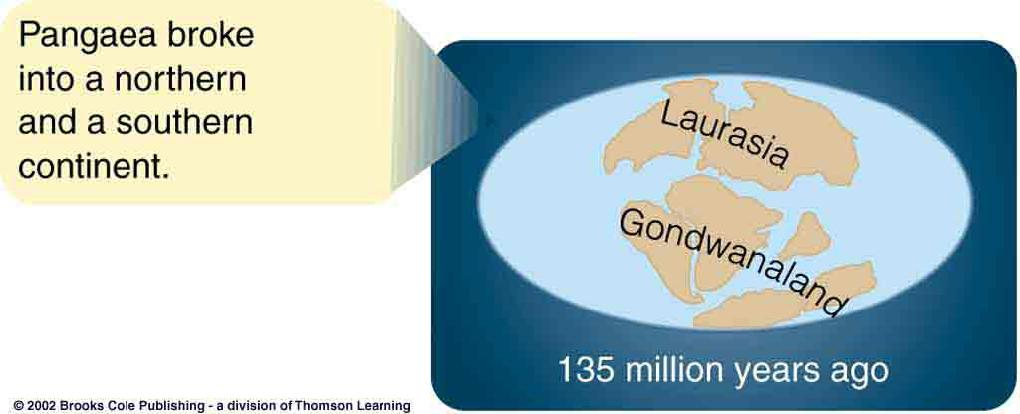 Pangaea broke
into a northern
and a southern
continent.
Laurasia
Gondwanaland
135 million years ago
© 2002 Brooks Cole Publishing - a division of Thomson Learning